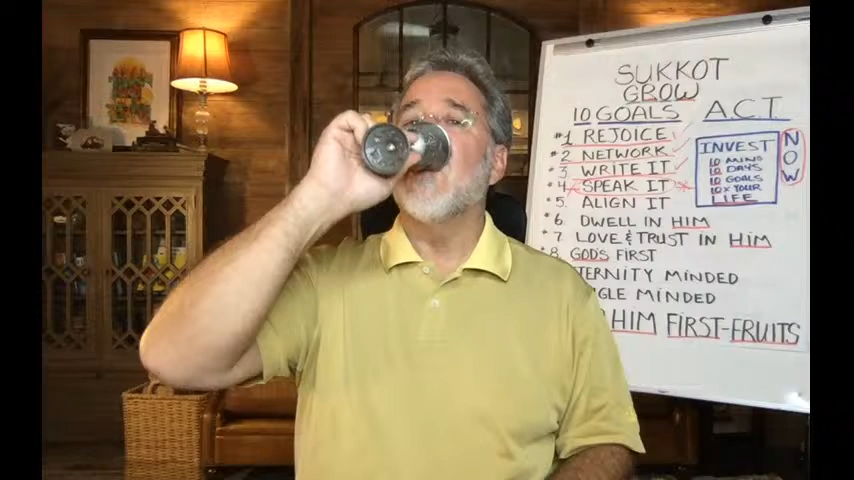 SUKKOT
GROW
10 GOALS
#1 REJOICE
#2 NETWORK
#3 WRITE IT
#4 SPEAK IT
#5. ALIGN IT
#6. DWELL IN HIM
#7. LOVE & TRUST IN HIM
#8. GOD'S FIRST
TERNITY MINDED
GLE MINDED
HIM FIRST-FRUITS
ACT
INVEST
10 MINS
10 DAYS
10 GOALS
10X YOUR
LIFE
NOW